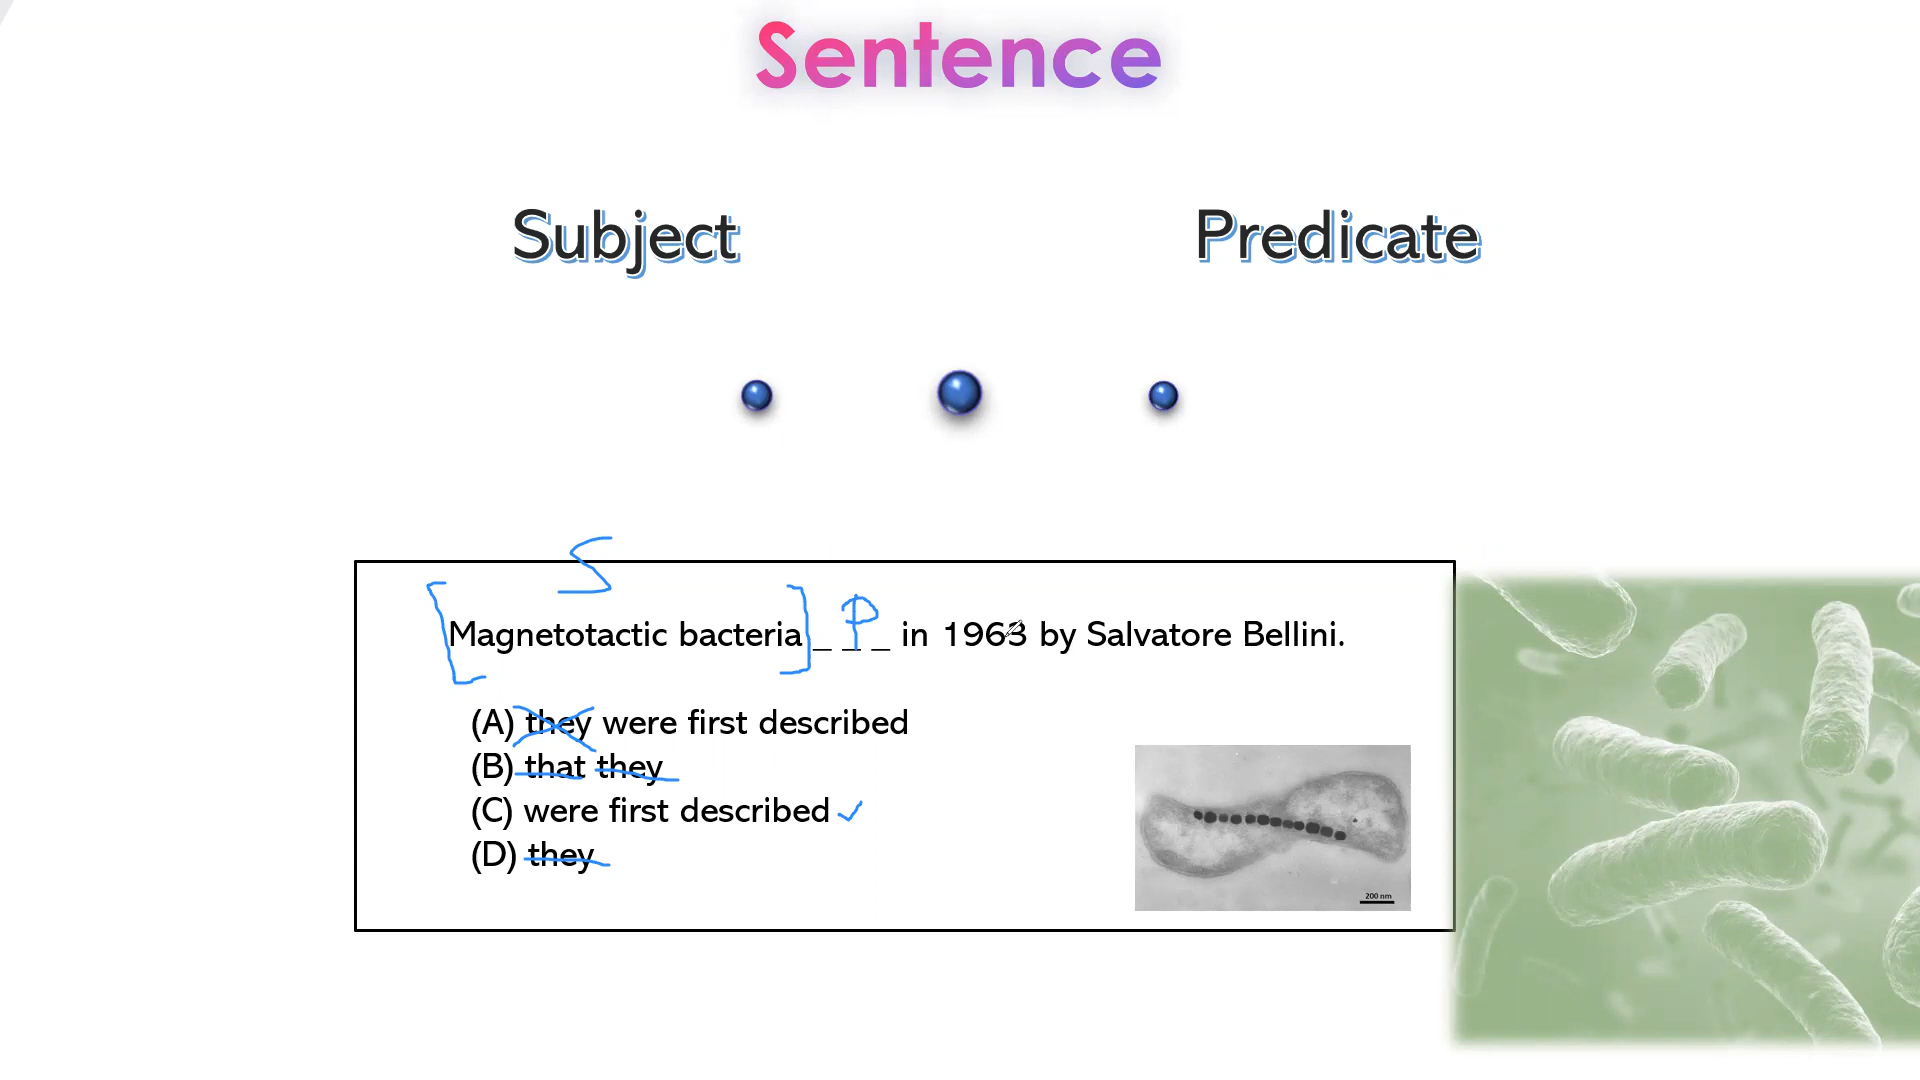 Sentence
Subject Predicate
S
Magnetotactic bacteria _ _ _ in 1963 by Salvatore Bellini.
P
(A) they were first described
(B) that they
(C) were first described ✓
(D) they
200 nm